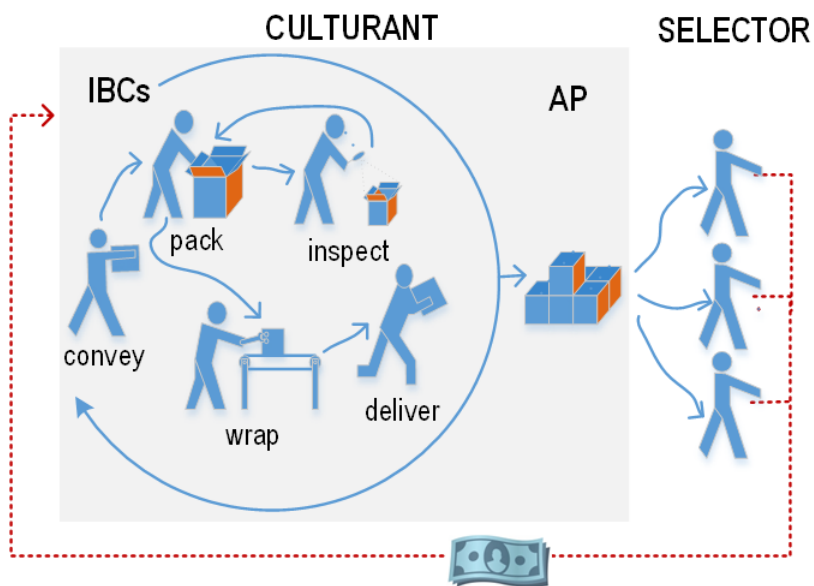 CULTURANT
SELECTOR
IBCs
AP
pack
inspect
convey
wrap
deliver